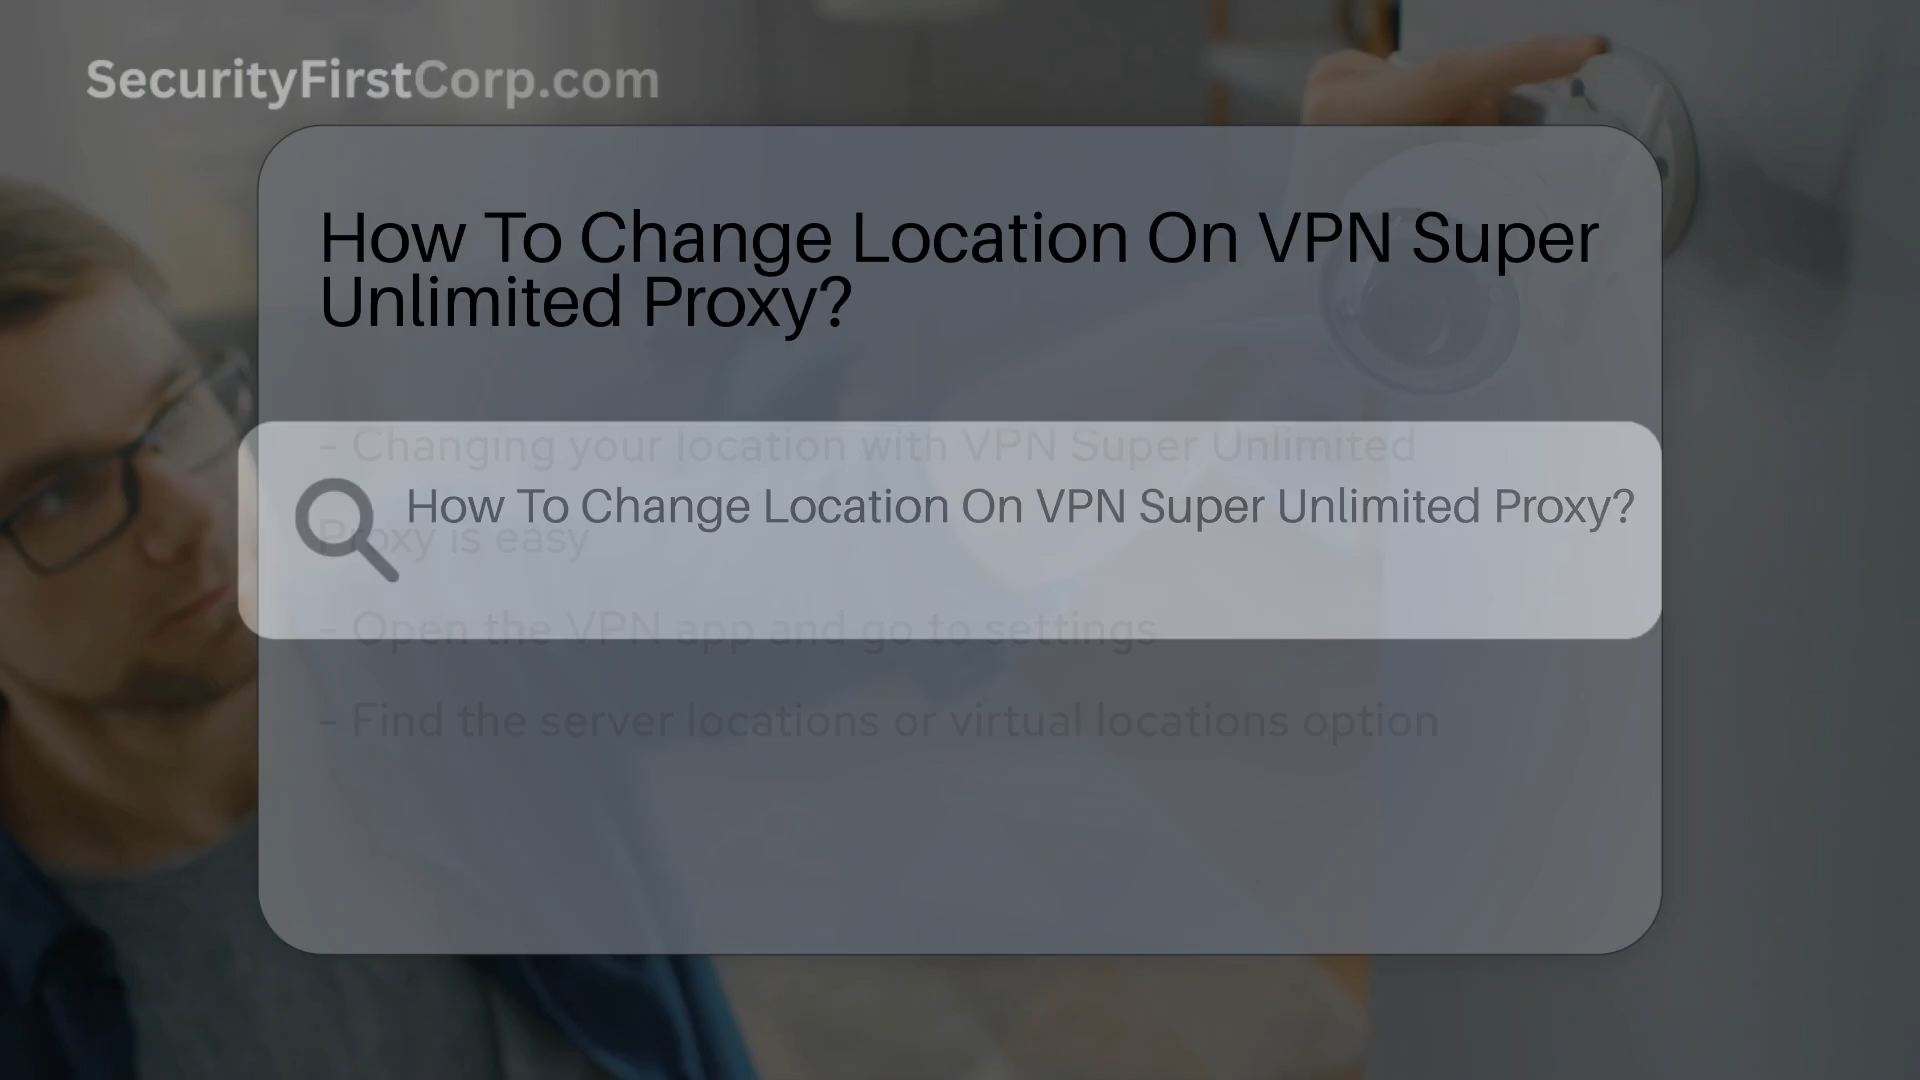 SecurityFirstCorp.com
How To Change Location On VPN Super
Unlimited Proxy?
- Changing your location with VPN Super Unlimited
How To Change Location On VPN Super Unlimited Proxy?
Proxy is easy
- Open the VPN app and go to settings
- Find the server locations or virtual locations option